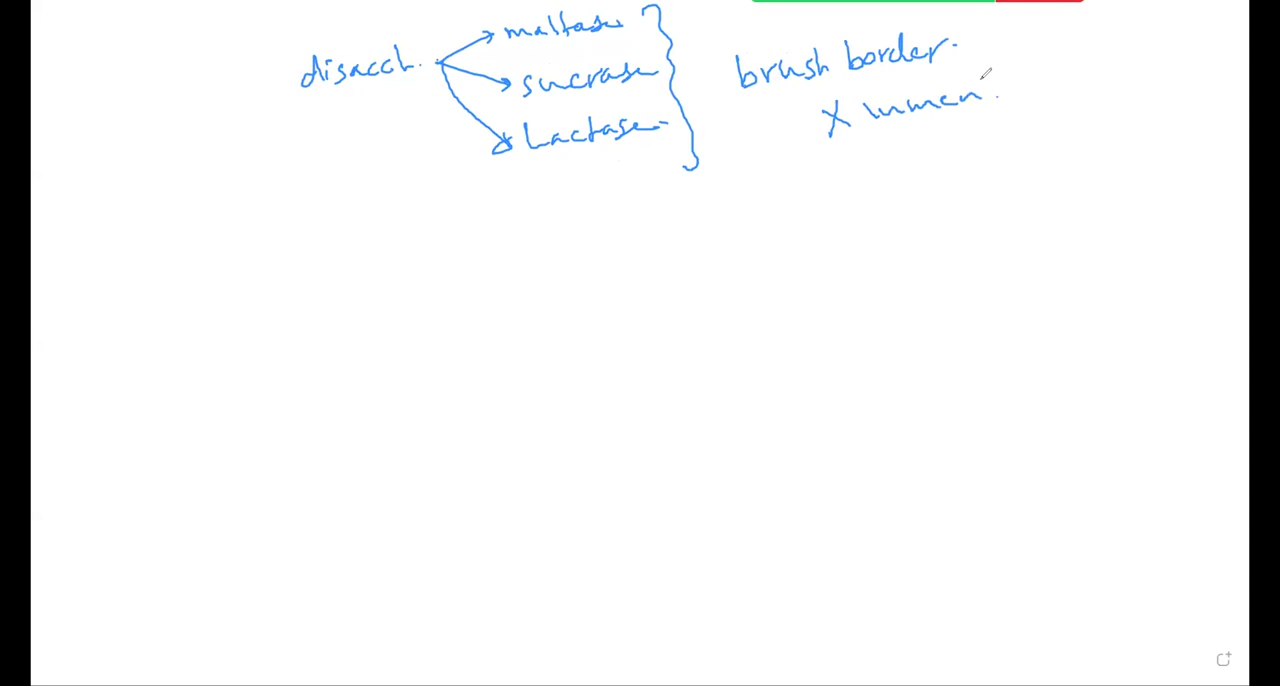 maltase
disacch.
sucrase
Lactase
brush border.
X lumen.